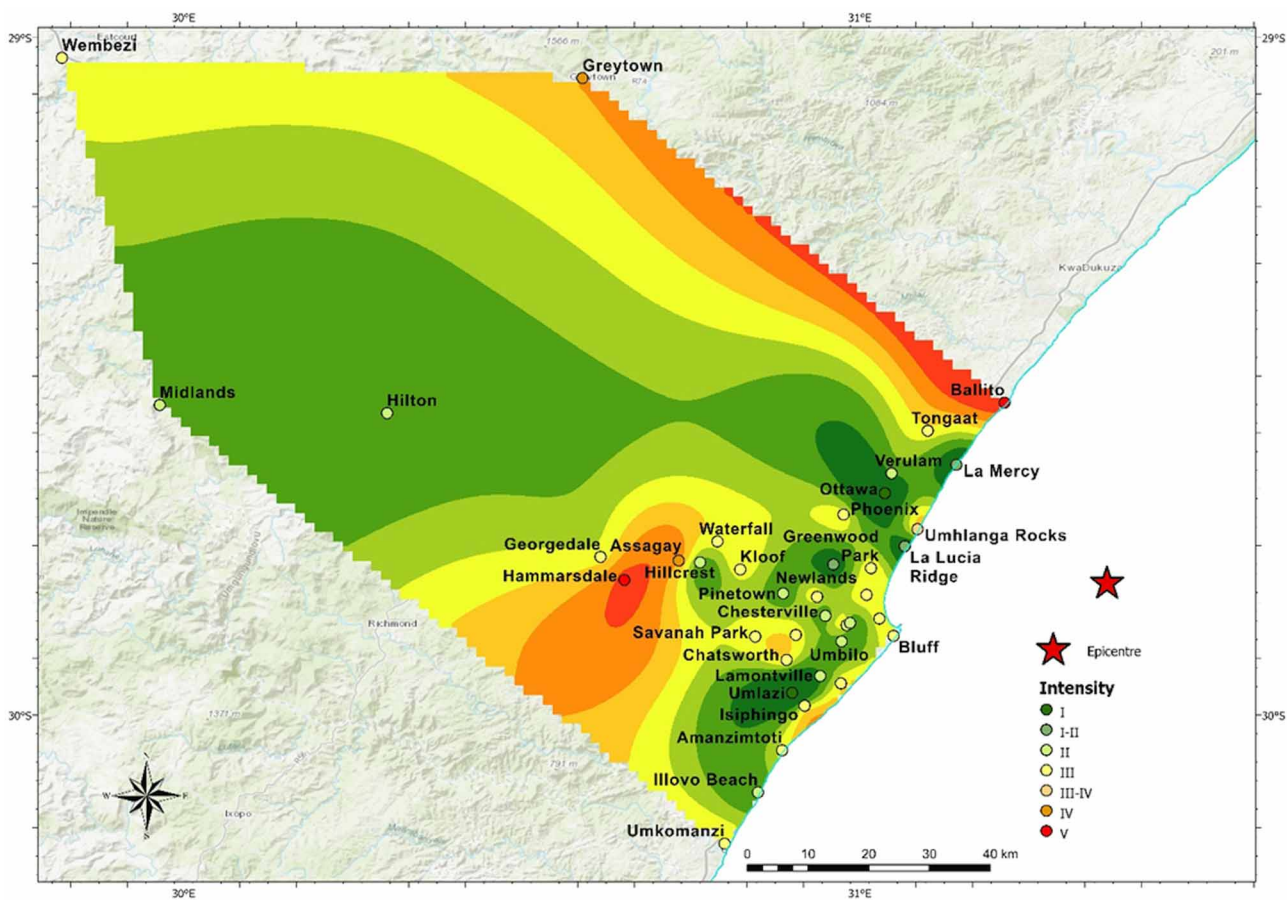 30°E
31°E
29°S
29°S
Wembezi
Estcourt
1566 m
201 m
Greytown
Greytown
R74
1084 m
KwaDukuza
Midlands
Hilton
Ballito
Tongaat
Verulam
La Mercy
Ottawa
Phoenix
Waterfall
Greenwood
Park
Umhlanga Rocks
Georgedale
Assagay
Kloof
La Lucia
Ridge
Hammarsdale
Hillcrest
Newlands
Pinetown
Chesterville
Richmond
Savanah Park
Chatsworth
Umbilo
Bluff
Epicentre
Lamontville
Umlazi
Intensity
I
I-II
II
III
III-IV
IV
V
Isiphingo
30°S
30°S
1371 m
Amanzimtoti
791 m
Illovo Beach
N
W
E
S
Ixopo
Umkomanzi
0
10
20
30
40 km
30°E
31°E